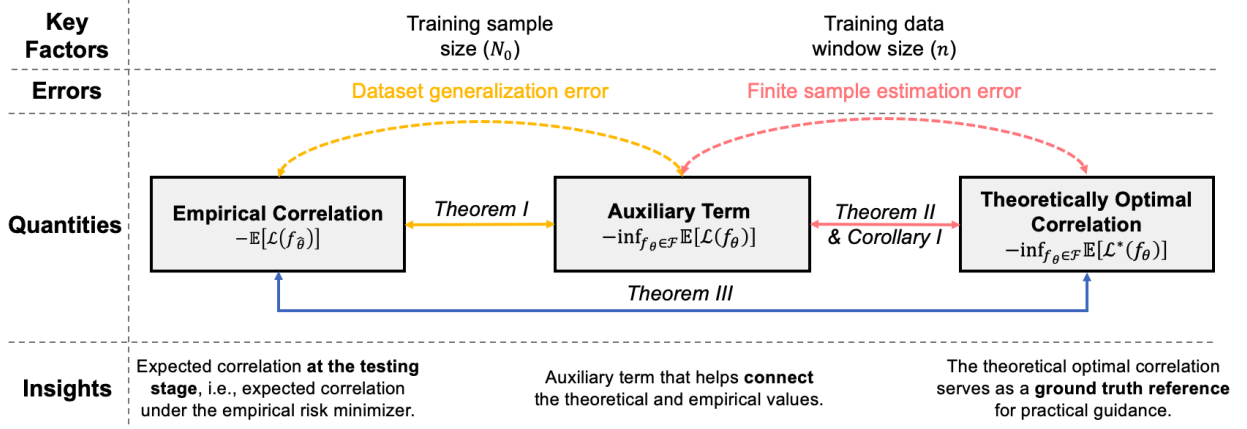 Key
Factors
Training sample
size (N₀)
Training data
window size (n)
Errors
Dataset generalization error
Finite sample estimation error
Quantities
Empirical Correlation
−𝔼[ℒ(f_θ̂)]
Theorem I
Auxiliary Term
−inf_{f_θ∈ℱ}𝔼[ℒ(f_θ)]
Theorem II
& Corollary I
Theoretically Optimal
Correlation
−inf_{f_θ∈ℱ}𝔼[ℒ*(f_θ)]
Theorem III
Insights
Expected correlation at the testing
stage, i.e., expected correlation
under the empirical risk minimizer.
Auxiliary term that helps connect
the theoretical and empirical values.
The theoretical optimal correlation
serves as a ground truth reference
for practical guidance.